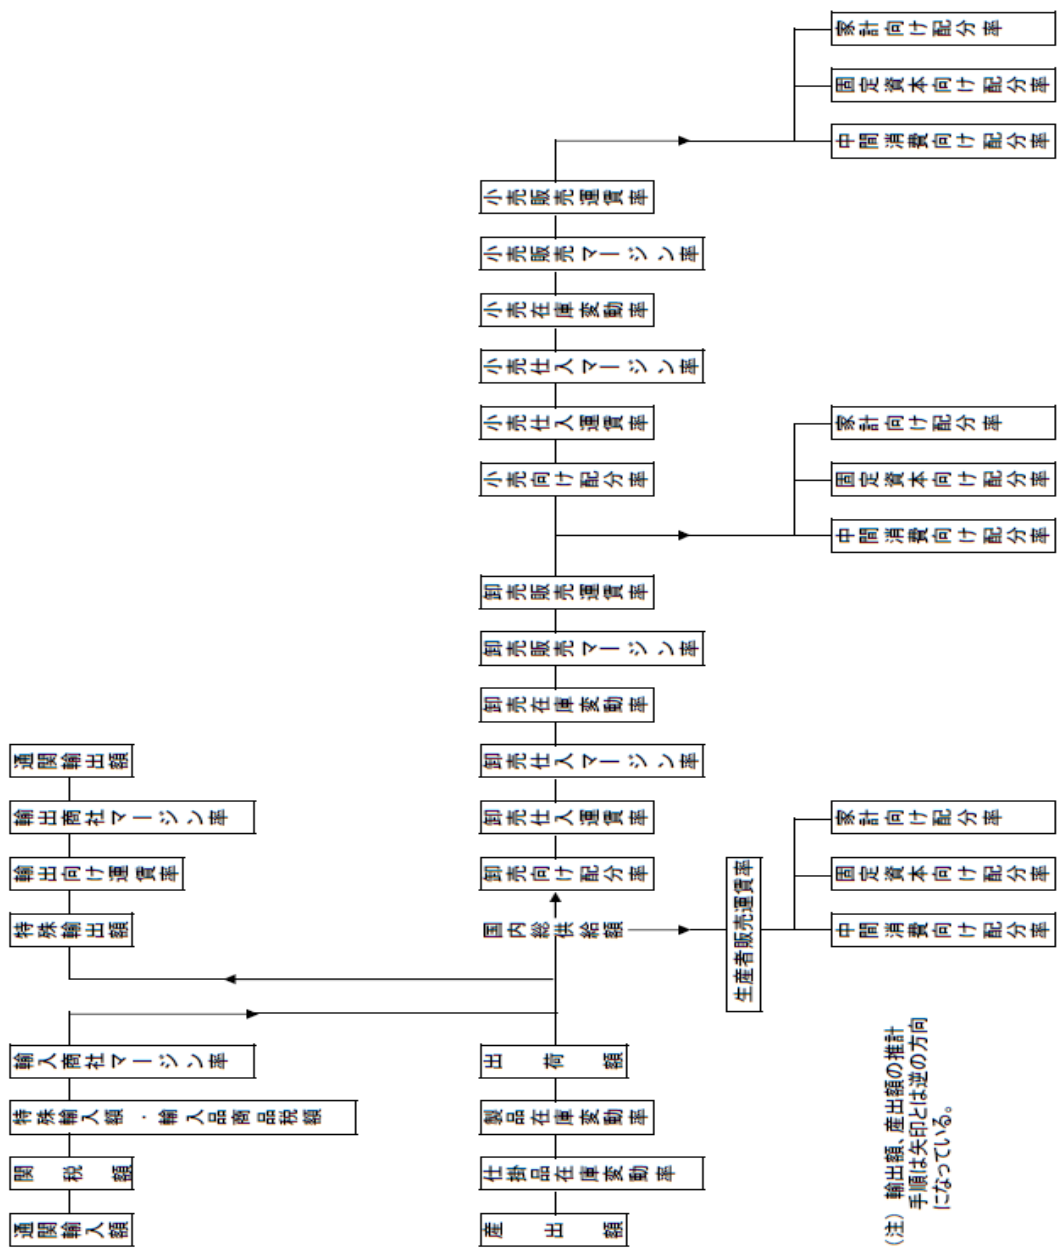 通関輸入額
関税額
特殊輸入額・輸入品商品税額
輸入商社マージン率
特殊輸出額
輸出向け運賃率
輸出商社マージン率
通関輸出額
産出額
仕掛品在庫変動率
製品在庫変動率
出荷額
国内総供給額
卸売向け配分率
卸売仕入運賃率
卸売仕入マージン率
卸売在庫変動率
卸売販売マージン率
卸売販売運賃率
小売向け配分率
小売仕入運賃率
小売仕入マージン率
小売在庫変動率
小売販売マージン率
小売販売運賃率
生産者販売運賃率
中間消費向け配分率
固定資本向け配分率
家計向け配分率
中間消費向け配分率
固定資本向け配分率
家計向け配分率
中間消費向け配分率
固定資本向け配分率
家計向け配分率
(注) 輸出額、産出額の推計
手順は矢印とは逆の方向
になっている。